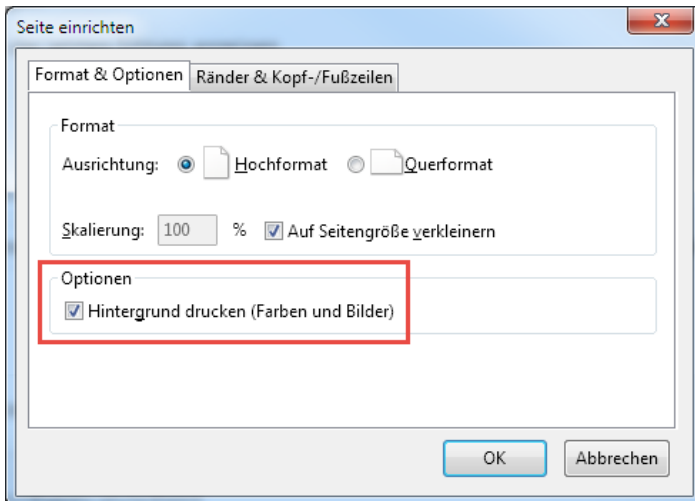 Seite einrichten
Format & Optionen
Ränder & Kopf-/Fußzeilen
Format
Ausrichtung: Hochformat Querformat
Skalierung: 100 % Auf Seitengröße verkleinern
Optionen
Hintergrund drucken (Farben und Bilder)
OK Abbrechen